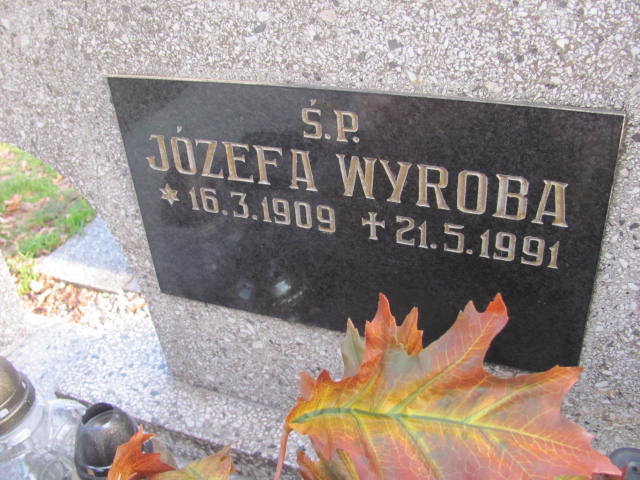 Ś.P.
JÓZEFA WYROBA
* 16.3.1909 ✝ 21.5.1991